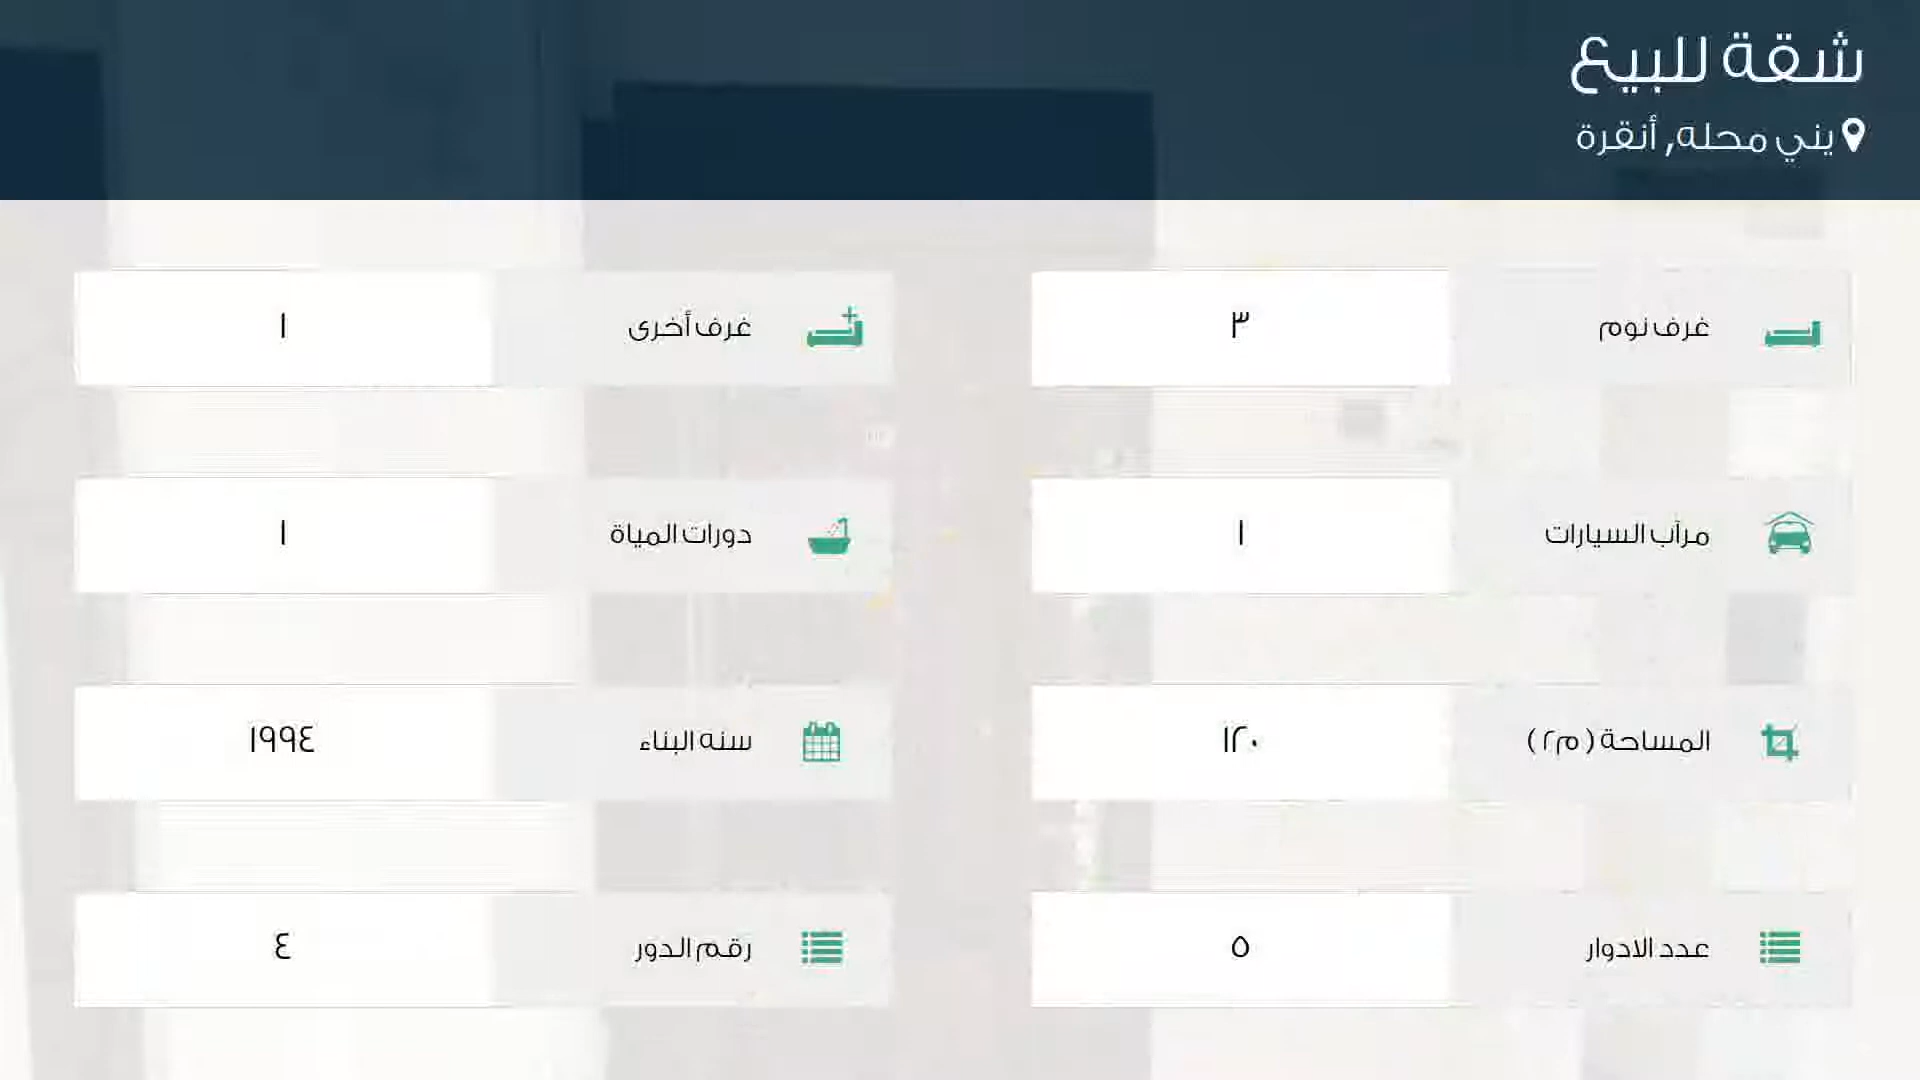 شقة للبيع
يني محله, أنقرة
غرف نوم
٣
غرف أخرى
١
مرآب السيارات
١
دورات المياة
١
المساحة ( م٢ )
١٢٠
سنه البناء
١٩٩٤
عدد الادوار
٥
رقم الدور
٤